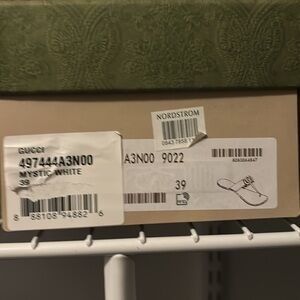 NORDSTROM
GUCCI
497444A3N00
MYSTIC WHITE
39
8 88108 94882 6
A3N00 9022
39